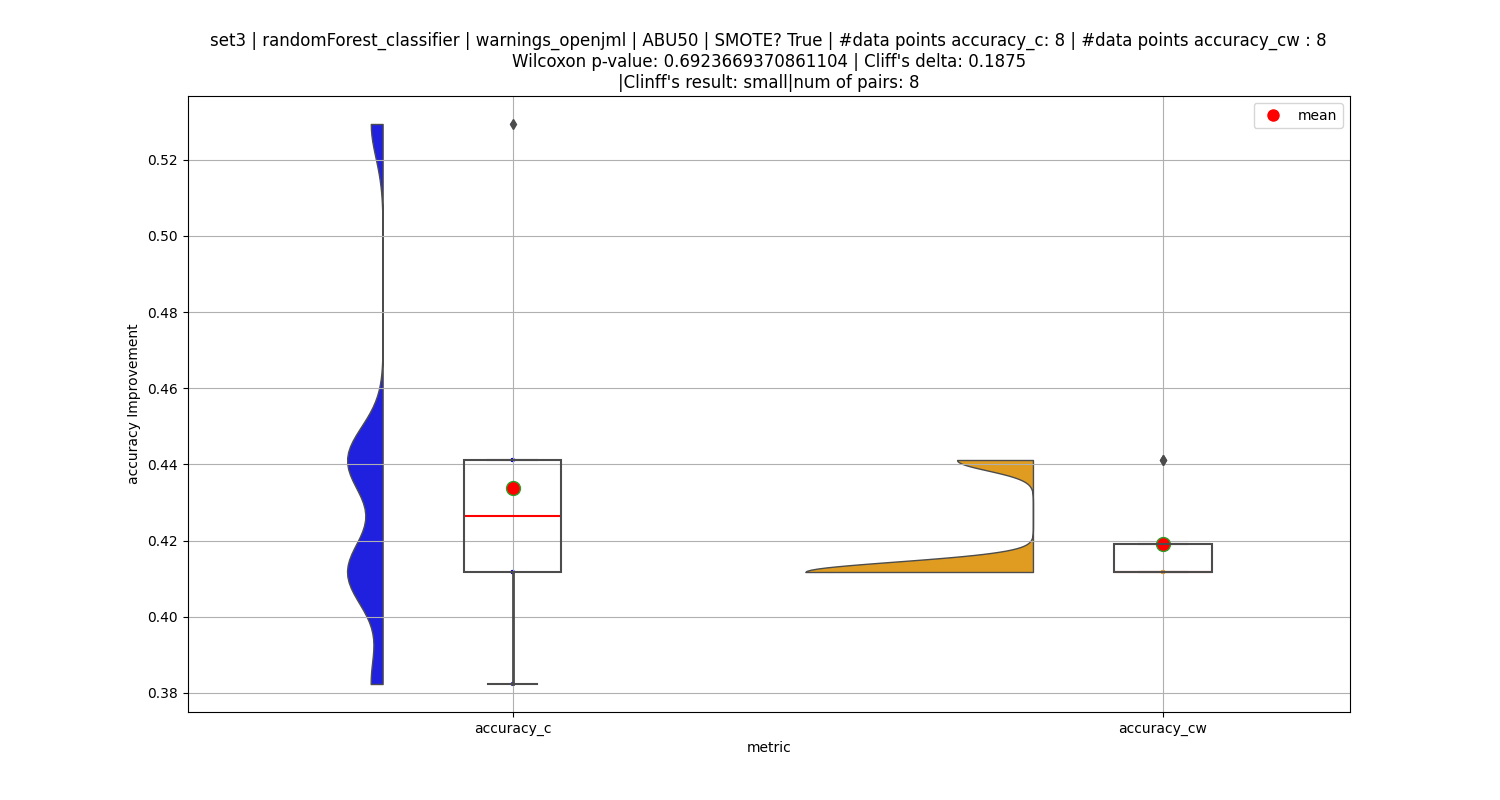 set3 | randomForest_classifier | warnings_openjml | ABU50 | SMOTE? True | #data points accuracy_c: 8 | #data points accuracy_cw : 8
Wilcoxon p-value: 0.6923669370861104 | Cliff's delta: 0.1875
|Clinff's result: small|num of pairs: 8
mean
0.52
0.50
0.48
0.46
0.44
0.42
0.40
0.38
accuracy Improvement
accuracy_c
accuracy_cw
metric